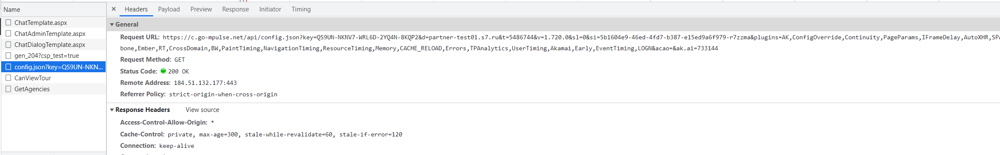 Name
ChatTemplate.aspx
ChatAdminTemplate.aspx
ChatDialogTemplate.aspx
gen_204?csp_test=true
config.json?key=QS9UN-NKN...
CanViewTour
GetAgencies
× Headers Payload Preview Response Initiator Timing
General
Request URL: https://c.go-mpulse.net/api/config.json?key=QS9UN-NKNV7-WRL6D-2YQ4N-8KQP2&d=partner-test01.s7.ru&t=5486744&v=1.720.0&sl=0&si=5b1604e9-46ed-4fd7-b387-e15ed9a6f979-r7zzma&plugins=AK,ConfigOverride,Continuity,PageParams,IFrameDelay,AutoXHR,SPA
bone,Ember,RT,CrossDomain,BW,PaintTiming,NavigationTiming,ResourceTiming,Memory,CACHE_RELOAD,Errors,TPAnalytics,UserTiming,Akamai,Early,EventTiming,LOGN&acao=&ak.ai=733144
Request Method: GET
Status Code: 200 OK
Remote Address: 184.51.132.177:443
Referrer Policy: strict-origin-when-cross-origin
Response Headers View source
Access-Control-Allow-Origin: *
Cache-Control: private, max-age=300, stale-while-revalidate=60, stale-if-error=120
Connection: keep-alive